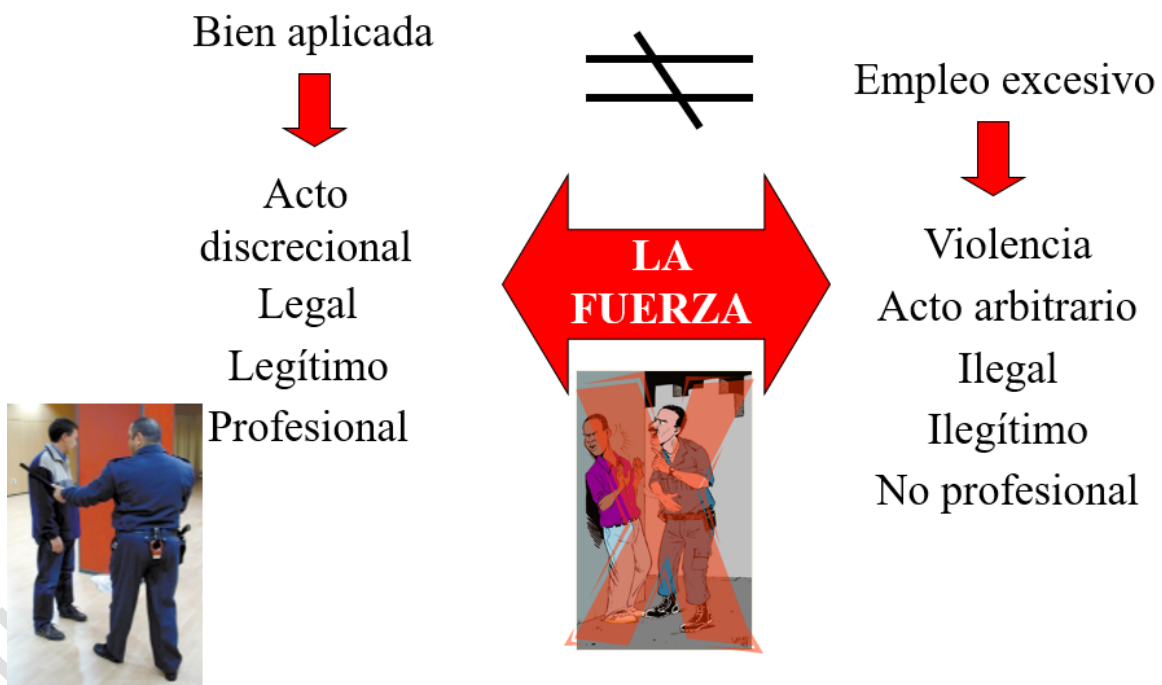 Bien aplicada
Acto
discrecional
Legal
Legítimo
Profesional
LA
FUERZA
Empleo excesivo
Violencia
Acto arbitrario
Ilegal
Ilegítimo
No profesional